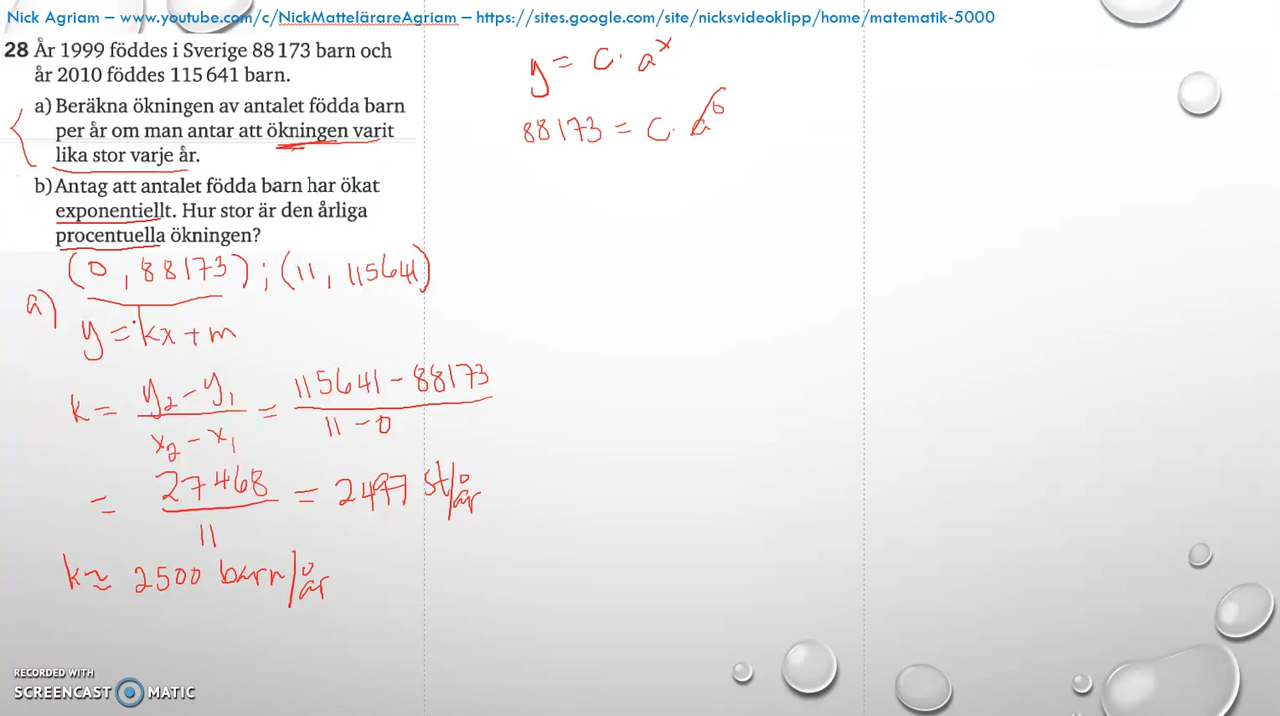 Nick Agriam – www.youtube.com/c/NickMattelärareAgriam – https://sites.google.com/site/nicksvideoklipp/home/matematik-5000
28 År 1999 föddes i Sverige 88 173 barn och
år 2010 föddes 115 641 barn.
a) Beräkna ökningen av antalet födda barn
per år om man antar att ökningen varit
lika stor varje år.
b) Antag att antalet födda barn har ökat
exponentiellt. Hur stor är den årliga
procentuella ökningen?
(0, 88173) ; (11, 115641)
a)
y = kx + m
k = (y₂ - y₁)/(x₂ - x₁) = (115641 - 88173)/(11 - 0)
= 27468/11 = 2497 st/år
k ≈ 2500 barn/år
y = C · aˣ
88173 = C · a⁰
RECORDED WITH
SCREENCAST MATIC